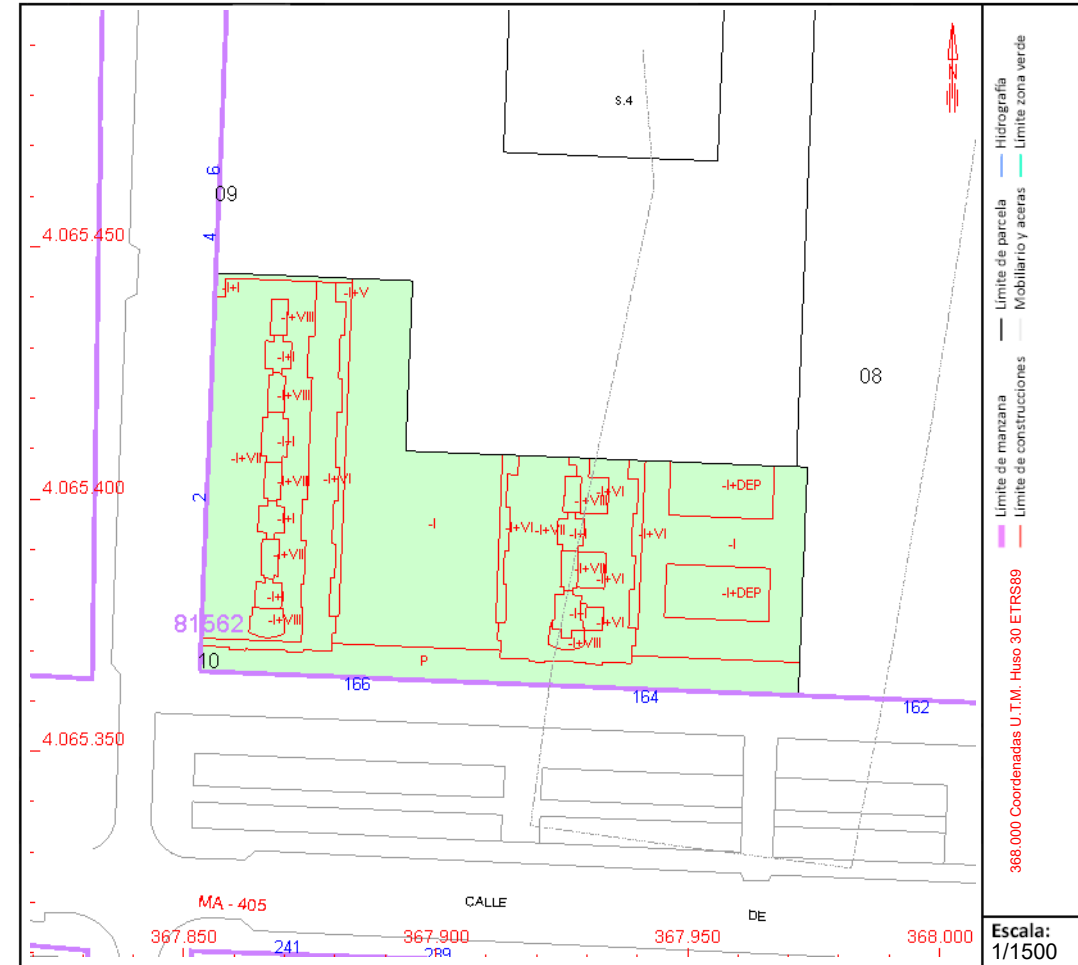 S.4
6
09
4
4.065.450
-I+I
-I+V
-I+VIII
-I+I
08
-I+VIII
-I+I
-I+VII
-I+VII
-I+VI
4.065.400
2
-I+I
-I
-I+VII
-I+I
-I+VIII
-I+VI
-I+VII
-I+VII
-I+VI
-I+I
-I+VI
-I+DEP
-I
-I+VII
-I+VI
-I+DEP
-I+I
-I+VI
-I+VIII
81562
10
P
166
164
162
4.065.350
MA - 405
CALLE
DE
367.850
367.900
367.950
368.000
241
289
N
Límite de manzana
Límite de parcela
Hidrografía
Límite de construcciones
Mobiliario y aceras
Límite zona verde
368.000 Coordenadas U.T.M. Huso 30 ETRS89
Escala:
1/1500